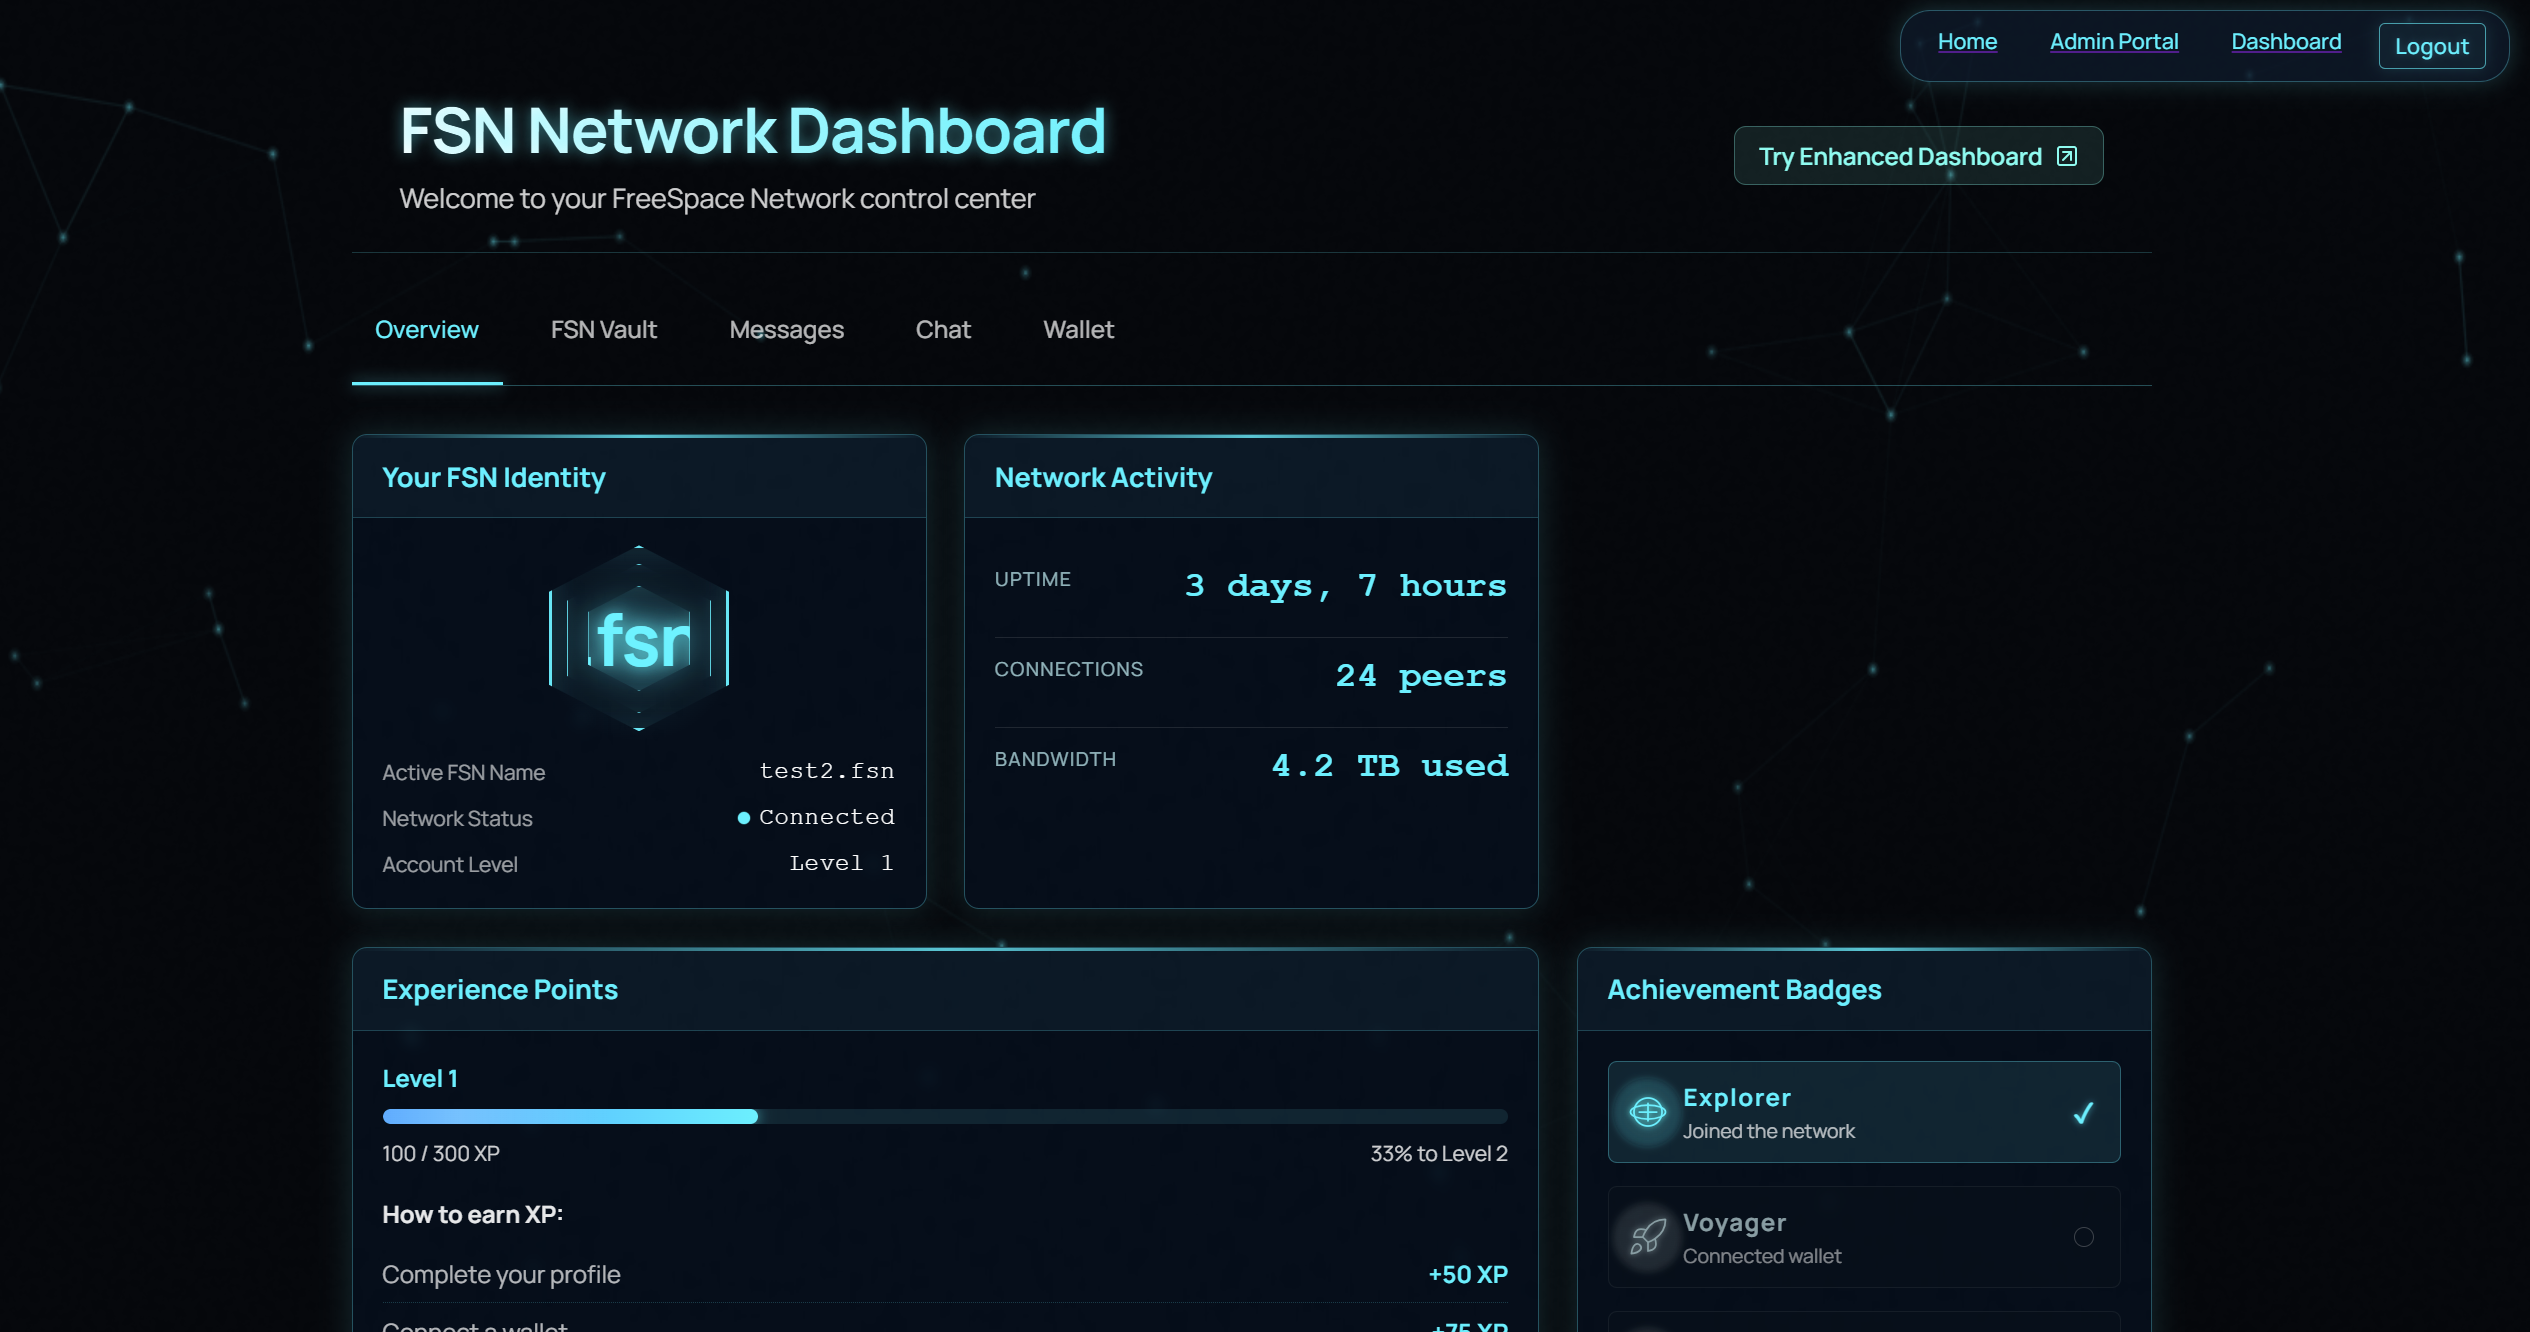 Home Admin Portal Dashboard Logout
FSN Network Dashboard
Welcome to your FreeSpace Network control center
Try Enhanced Dashboard
Overview FSN Vault Messages Chat Wallet
Your FSN Identity
.fsn
Active FSN Name test2.fsn
Network Status Connected
Account Level Level 1
Network Activity
UPTIME 3 days, 7 hours
CONNECTIONS 24 peers
BANDWIDTH 4.2 TB used
Experience Points
Level 1
100 / 300 XP 33% to Level 2
How to earn XP:
Complete your profile +50 XP
Connect a wallet +75 XP
Achievement Badges
Explorer
Joined the network
Voyager
Connected wallet